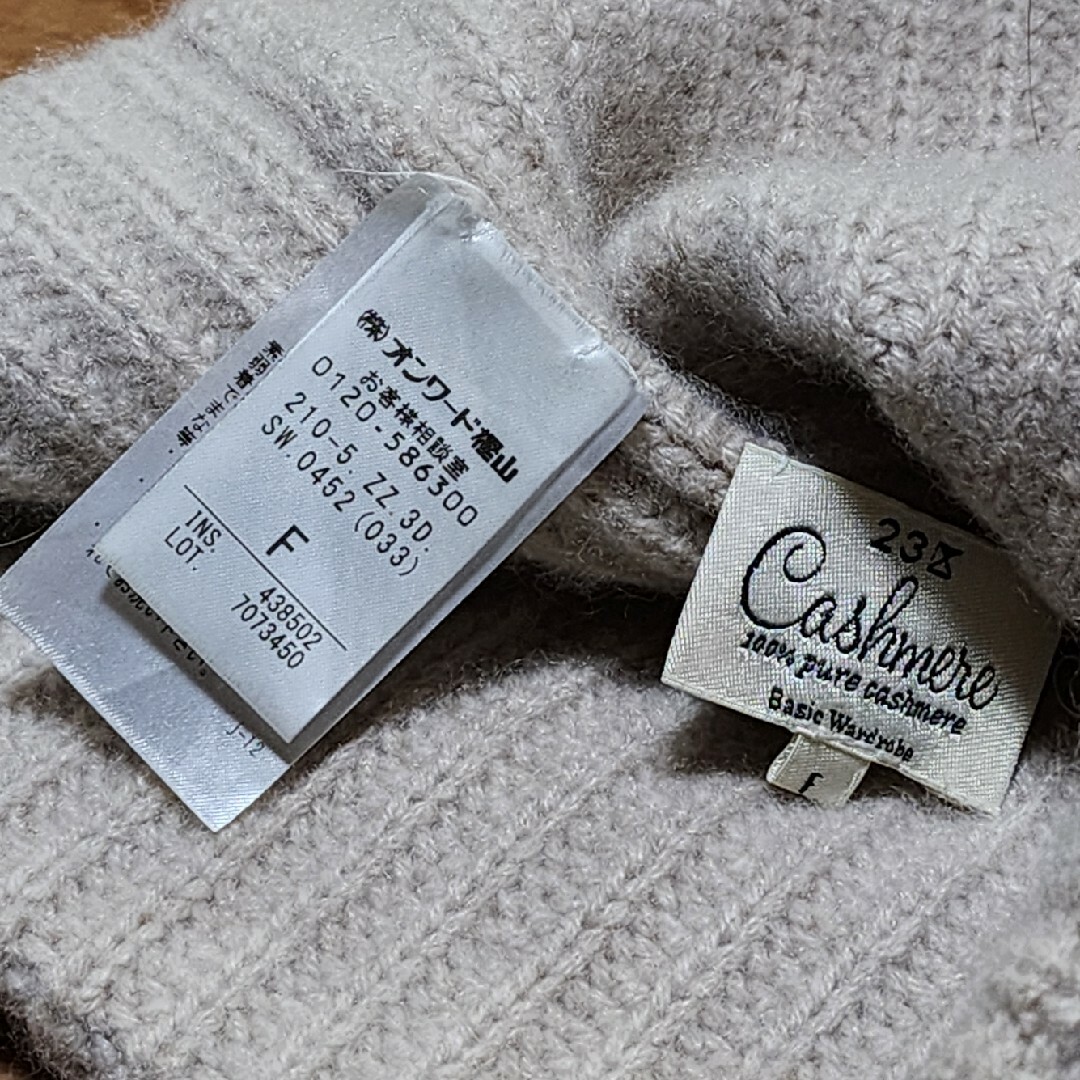 (株)オンワード樫山
お客様相談室
0120-586300
210-5. ZZ. 3D.
SW. 0452 (033)
F
INS. 438502
LOT. 7073450
J-12
23区
Cashmere
100% pure cashmere
Basic Wardrobe
F